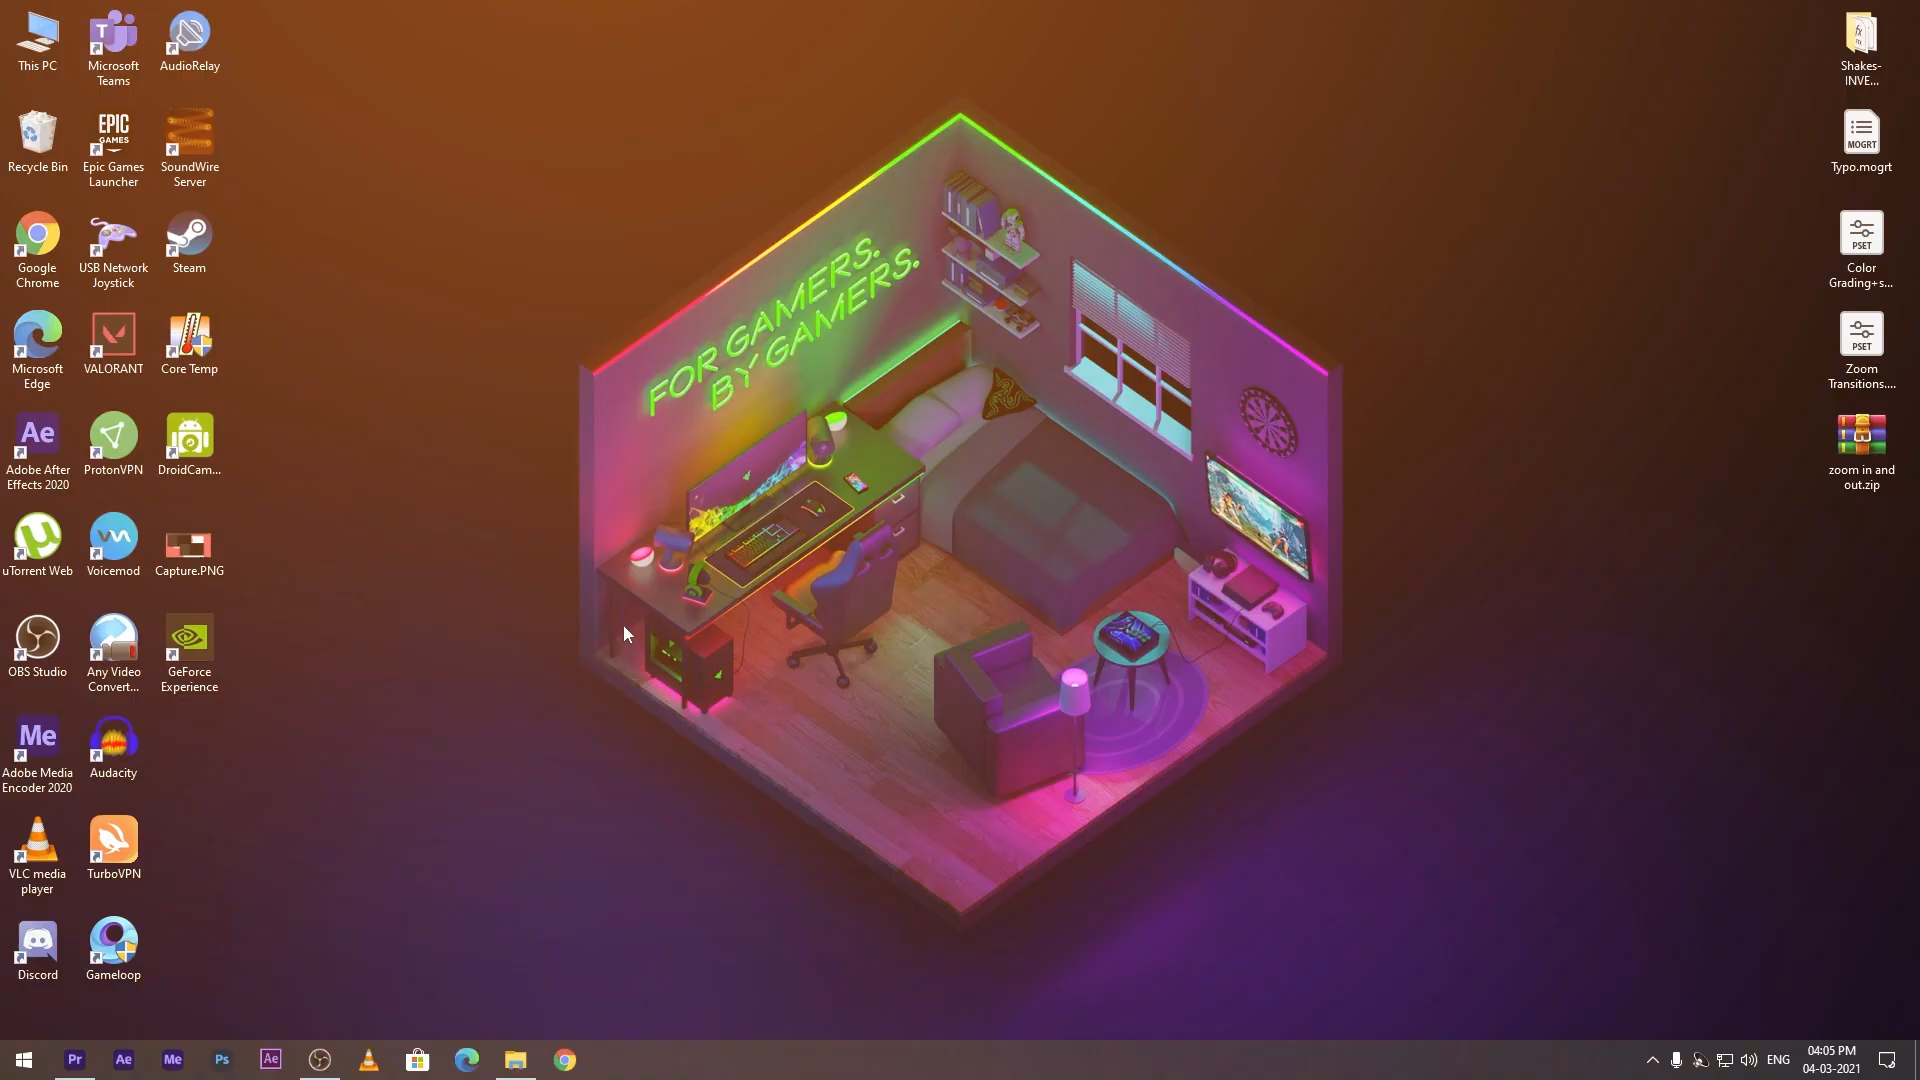 This PC
Microsoft
Teams
AudioRelay
Recycle Bin
EPIC
GAMES
Epic Games
Launcher
SoundWire
Server
Google
Chrome
USB Network
Joystick
Steam
Microsoft
Edge
VALORANT
Core Temp
Ae
Adobe After
Effects 2020
ProtonVPN
DroidCam...
uTorrent Web
Voicemod
Capture.PNG
OBS Studio
Any Video
Convert...
GeForce
Experience
Me
Adobe Media
Encoder 2020
Audacity
VLC media
player
TurboVPN
Discord
Gameloop
FOR GAMERS.
BY GAMERS.
Shakes-
INVE...
MOGRT
Typo.mogrt
PSET
Color
Grading+s...
PSET
Zoom
Transitions....
zoom in and
out.zip
Pr
Ae
Me
Ps
Ae
ENG
04:05 PM
04-03-2021